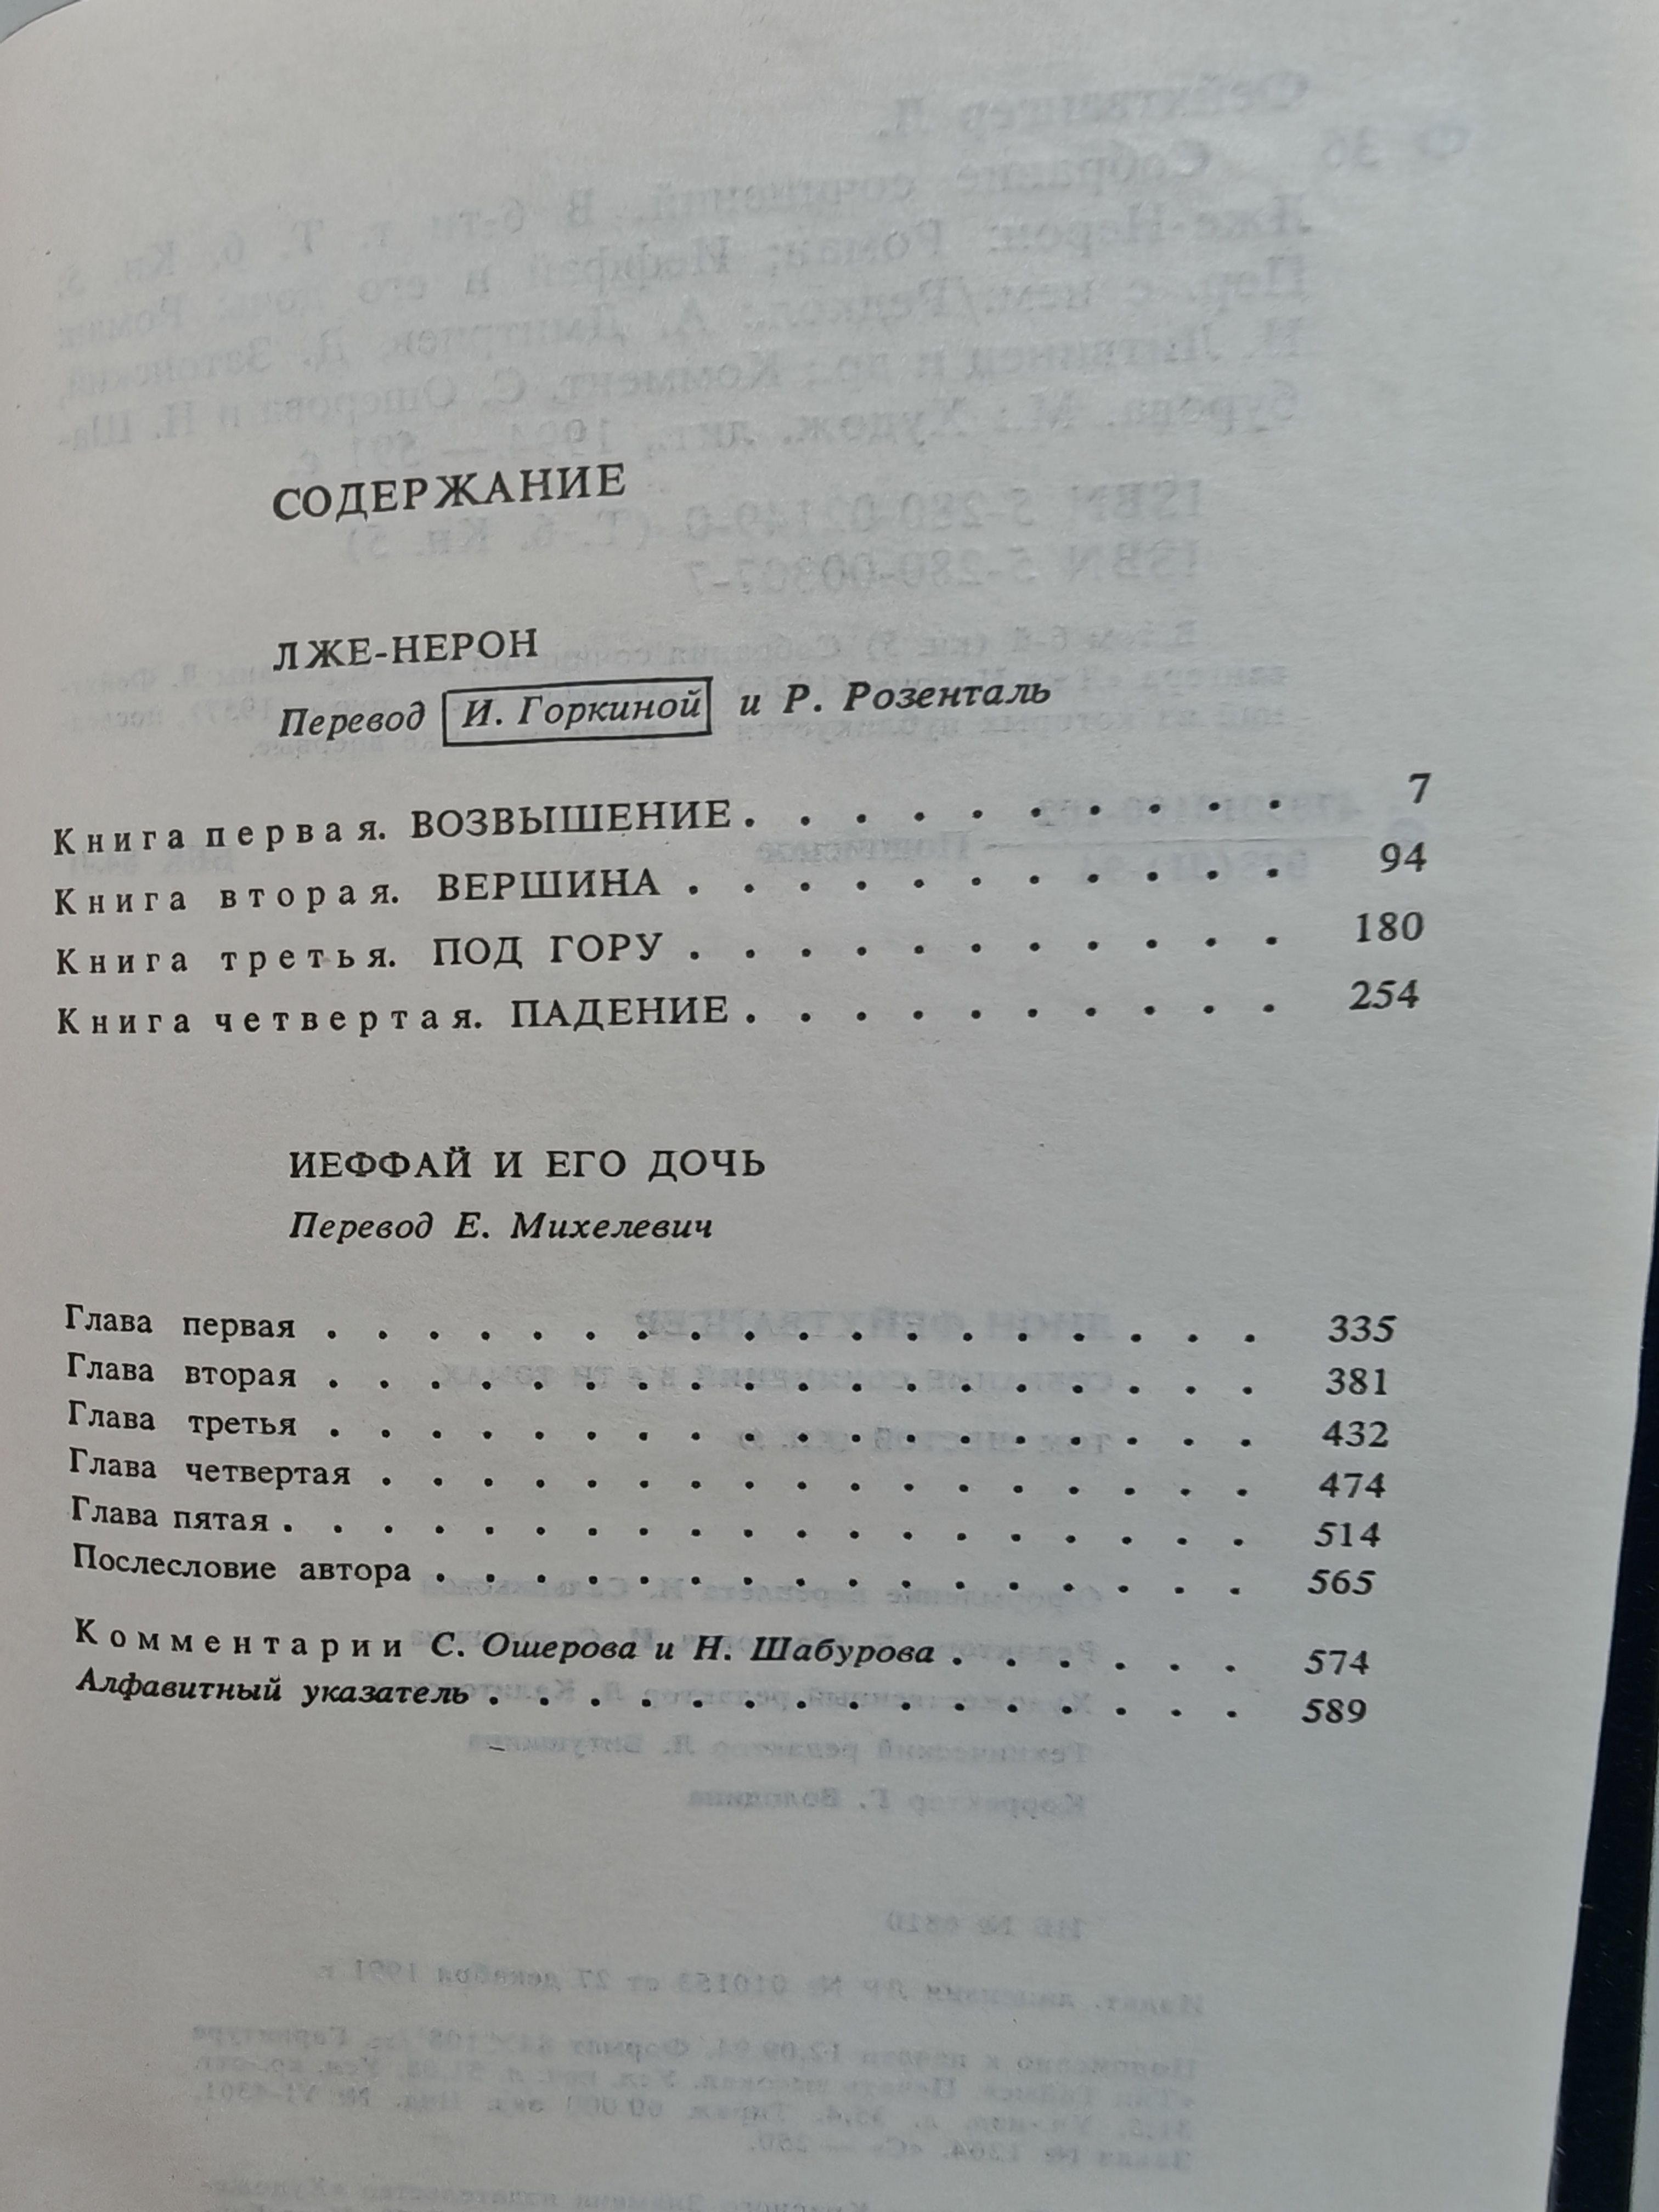 СОДЕРЖАНИЕ
ЛЖЕ-НЕРОН
Перевод И. Горкиной и Р. Розенталь
Книга первая. ВОЗВЫШЕНИЕ . . . . . . . . . . 7
Книга вторая. ВЕРШИНА . . . . . . . . . . . 94
Книга третья. ПОД ГОРУ . . . . . . . . . . . 180
Книга четвертая. ПАДЕНИЕ . . . . . . . . . . 254
ИЕФФАЙ И ЕГО ДОЧЬ
Перевод Е. Михелевич
Глава первая . . . . . . . . . . . . . . . . . . 335
Глава вторая . . . . . . . . . . . . . . . . . . 381
Глава третья . . . . . . . . . . . . . . . . . . 432
Глава четвертая . . . . . . . . . . . . . . . . . 474
Глава пятая . . . . . . . . . . . . . . . . . . . 514
Послесловие автора . . . . . . . . . . . . . . . . 565
Комментарии С. Ошерова и Н. Шабурова . . . . . . 574
Алфавитный указатель . . . . . . . . . . . . . . . 589